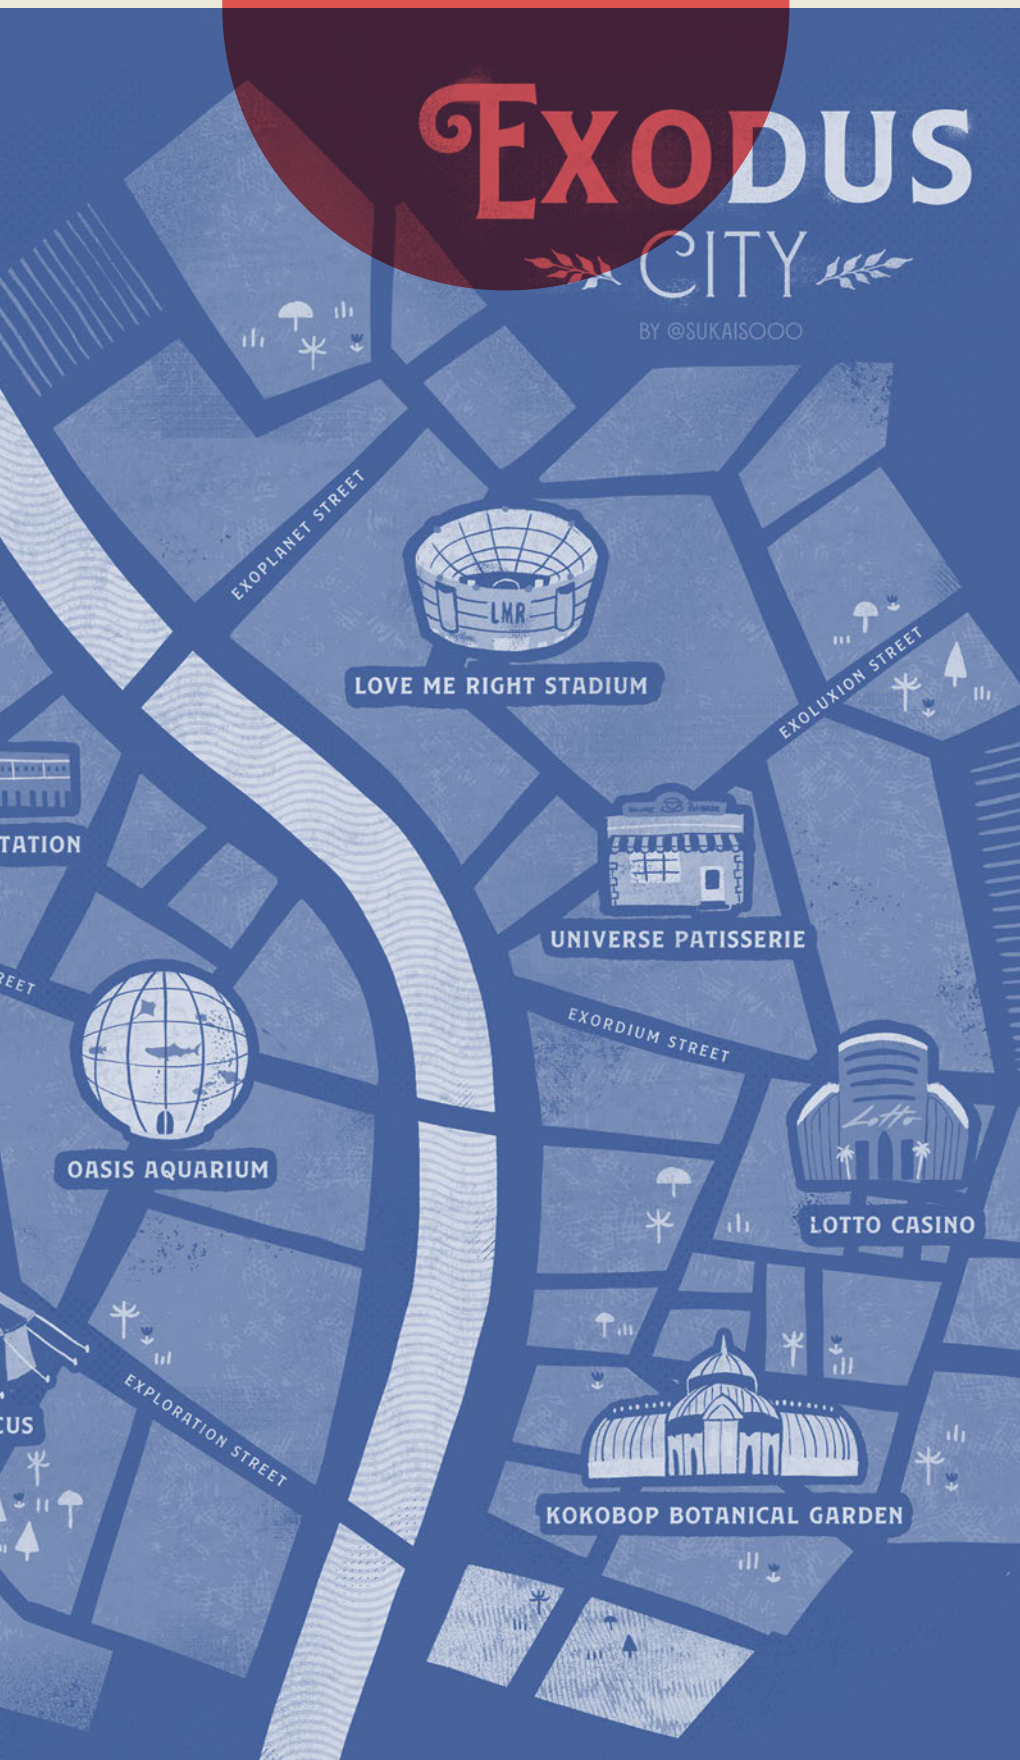 EXODUS
CITY
BY @SUKAISOOO
EXOPLANET STREET
LMR
LOVE ME RIGHT STADIUM
EXOLUXION STREET
TATION
UNIVERSE PATISSERIE
REET
EXORDIUM STREET
Lotto
OASIS AQUARIUM
LOTTO CASINO
EXPLORATION STREET
CUS
KOKOBOP BOTANICAL GARDEN